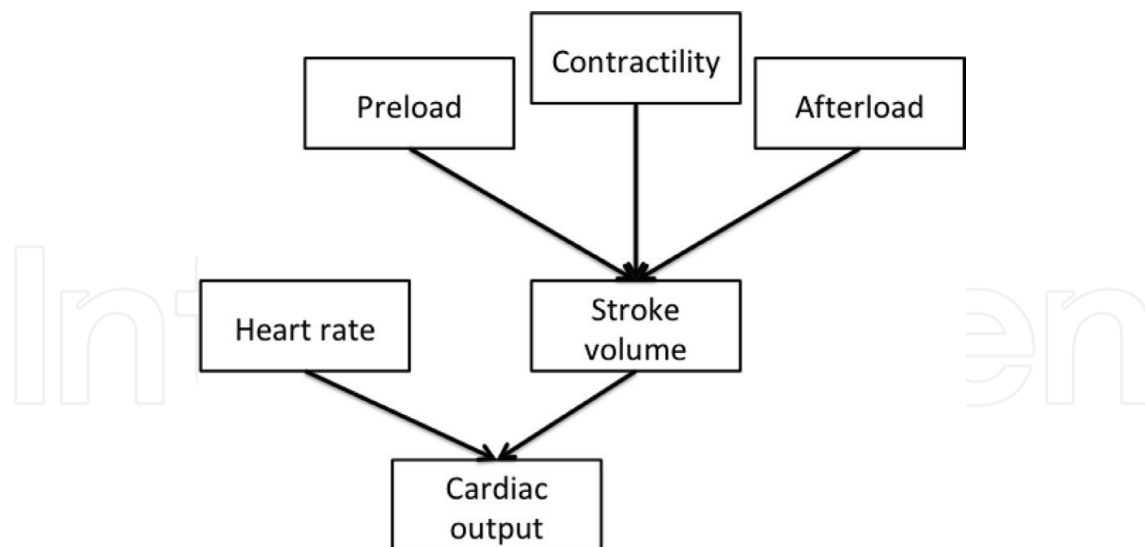 Contractility
Preload
Afterload
Heart rate
Stroke
volume
Cardiac
output